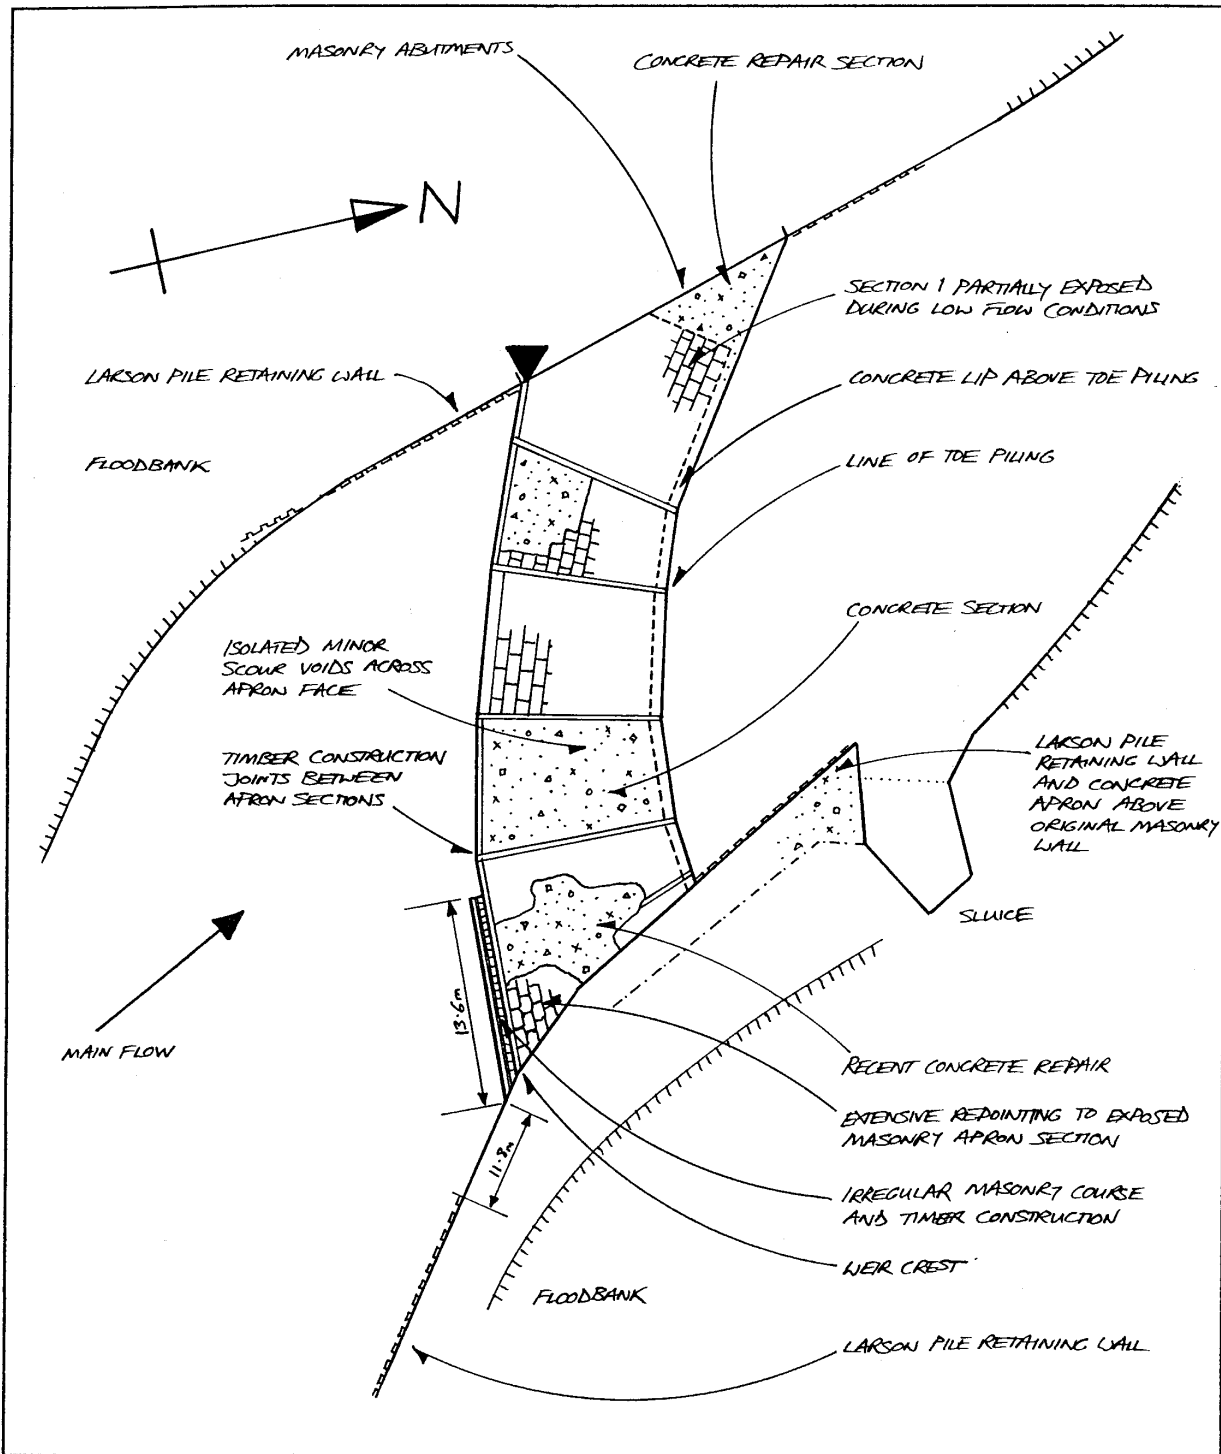 MASONRY ABUTMENTS
CONCRETE REPAIR SECTION
N
SECTION 1 PARTIALLY EXPOSED
DURING LOW FLOW CONDITIONS
LARSON PILE RETAINING WALL
CONCRETE LIP ABOVE TOE PILING
FLOODBANK
LINE OF TOE PILING
CONCRETE SECTION
ISOLATED MINOR
SCOUR VOIDS ACROSS
APRON FACE
TIMBER CONSTRUCTION
JOINTS BETWEEN
APRON SECTIONS
LARSON PILE
RETAINING WALL
AND CONCRETE
APRON ABOVE
ORIGINAL MASONRY
WALL
SLUICE
13.6m
MAIN FLOW
RECENT CONCRETE REPAIR
EXTENSIVE REPOINTING TO EXPOSED
MASONRY APRON SECTION
11.8m
IRREGULAR MASONRY COURSE
AND TIMBER CONSTRUCTION
WEIR CREST
FLOODBANK
LARSON PILE RETAINING WALL